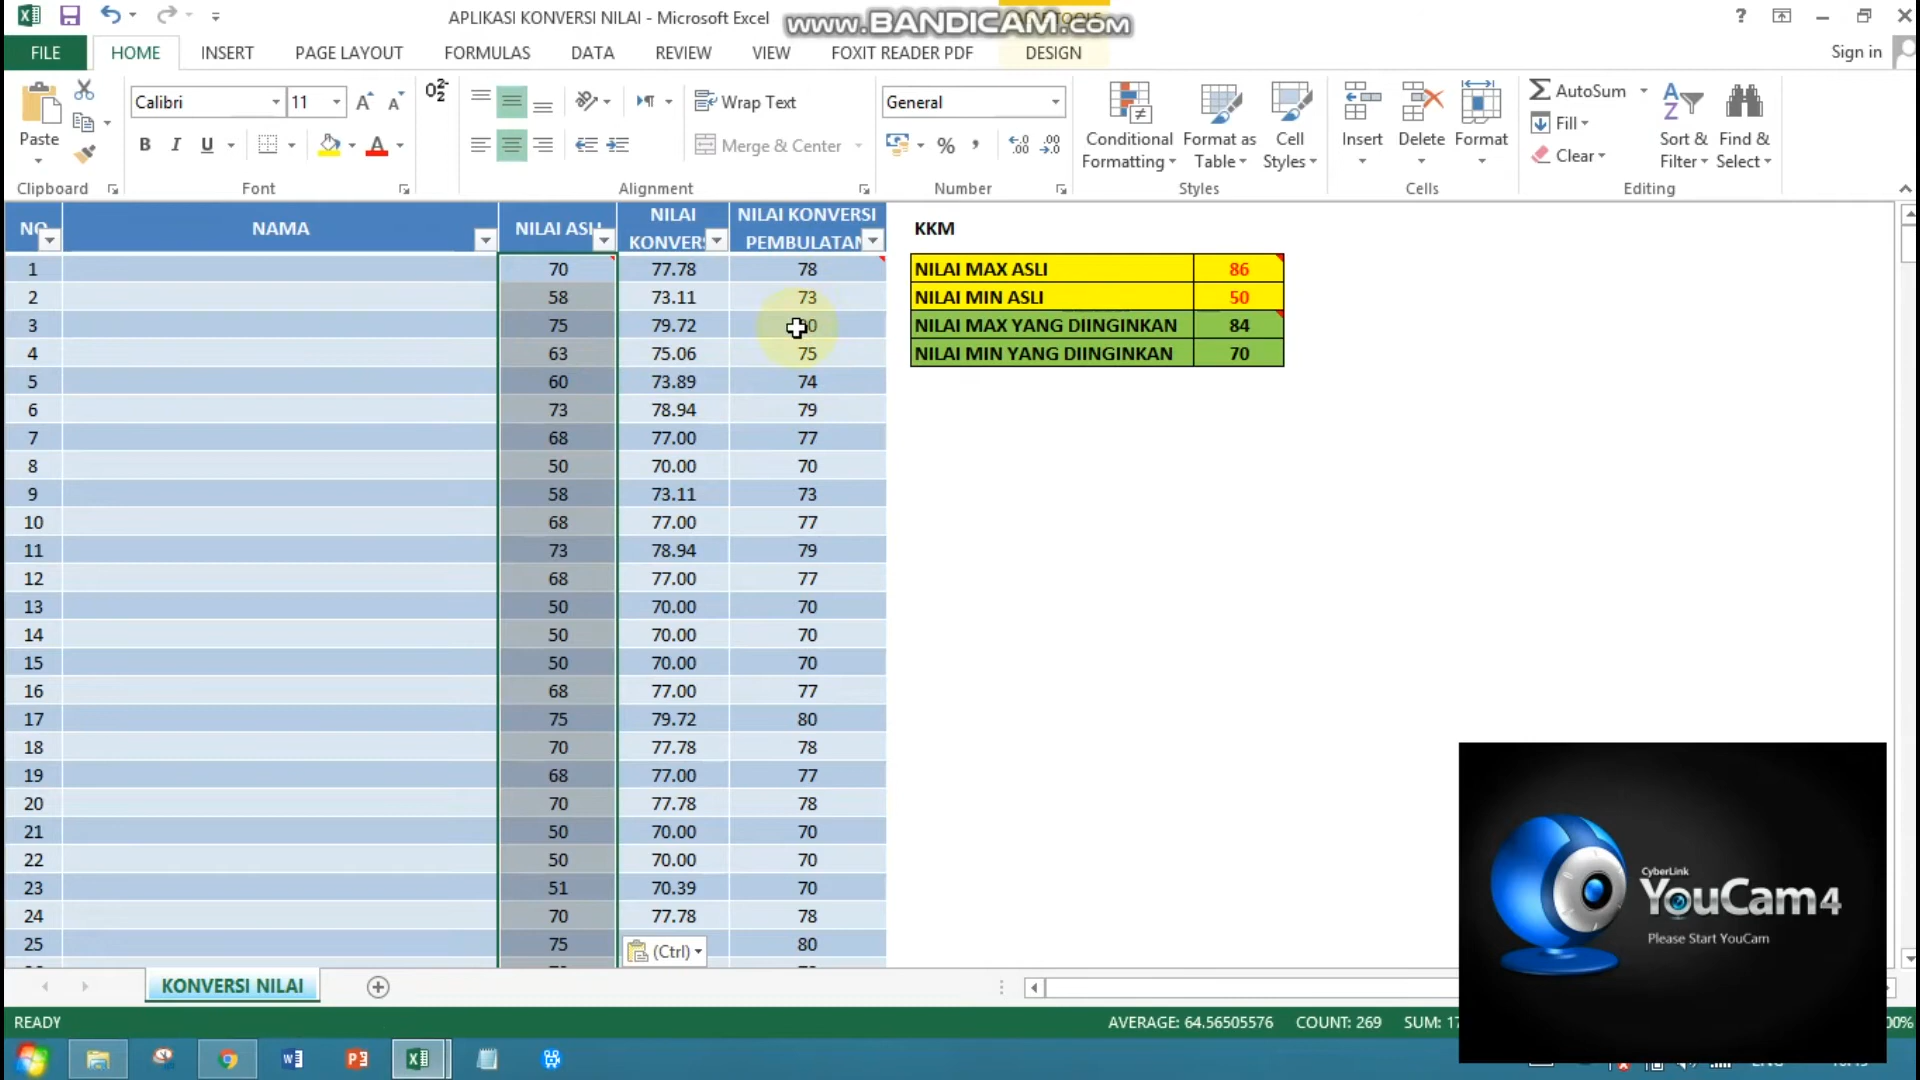 APLIKASI KONVERSI NILAI - Microsoft Excel
www.BANDICAM.com
FILE HOME INSERT PAGE LAYOUT FORMULAS DATA REVIEW VIEW FOXIT READER PDF DESIGN Sign in
Paste
Calibri 11
Wrap Text
Merge & Center
General
Conditional Formatting
Format as Table
Cell Styles
Insert
Delete
Format
AutoSum
Fill
Clear
Sort & Filter
Find & Select
Clipboard Font Alignment Number Styles Cells Editing
NO NAMA NILAI ASLI NILAI KONVERSI NILAI KONVERSI PEMBULATAN
1 70 77.78 78
2 58 73.11 73
3 75 79.72
4 63 75.06 75
5 60 73.89 74
6 73 78.94 79
7 68 77.00 77
8 50 70.00 70
9 58 73.11 73
10 68 77.00 77
11 73 78.94 79
12 68 77.00 77
13 50 70.00 70
14 50 70.00 70
15 50 70.00 70
16 68 77.00 77
17 75 79.72 80
18 70 77.78 78
19 68 77.00 77
20 70 77.78 78
21 50 70.00 70
22 50 70.00 70
23 51 70.39 70
24 70 77.78 78
25 75 80
(Ctrl)
KKM
NILAI MAX ASLI 86
NILAI MIN ASLI 50
NILAI MAX YANG DIINGINKAN 84
NILAI MIN YANG DIINGINKAN 70
CyberLink
YouCam4
Please Start YouCam
KONVERSI NILAI
READY
AVERAGE: 64.56505576 COUNT: 269 SUM: 17